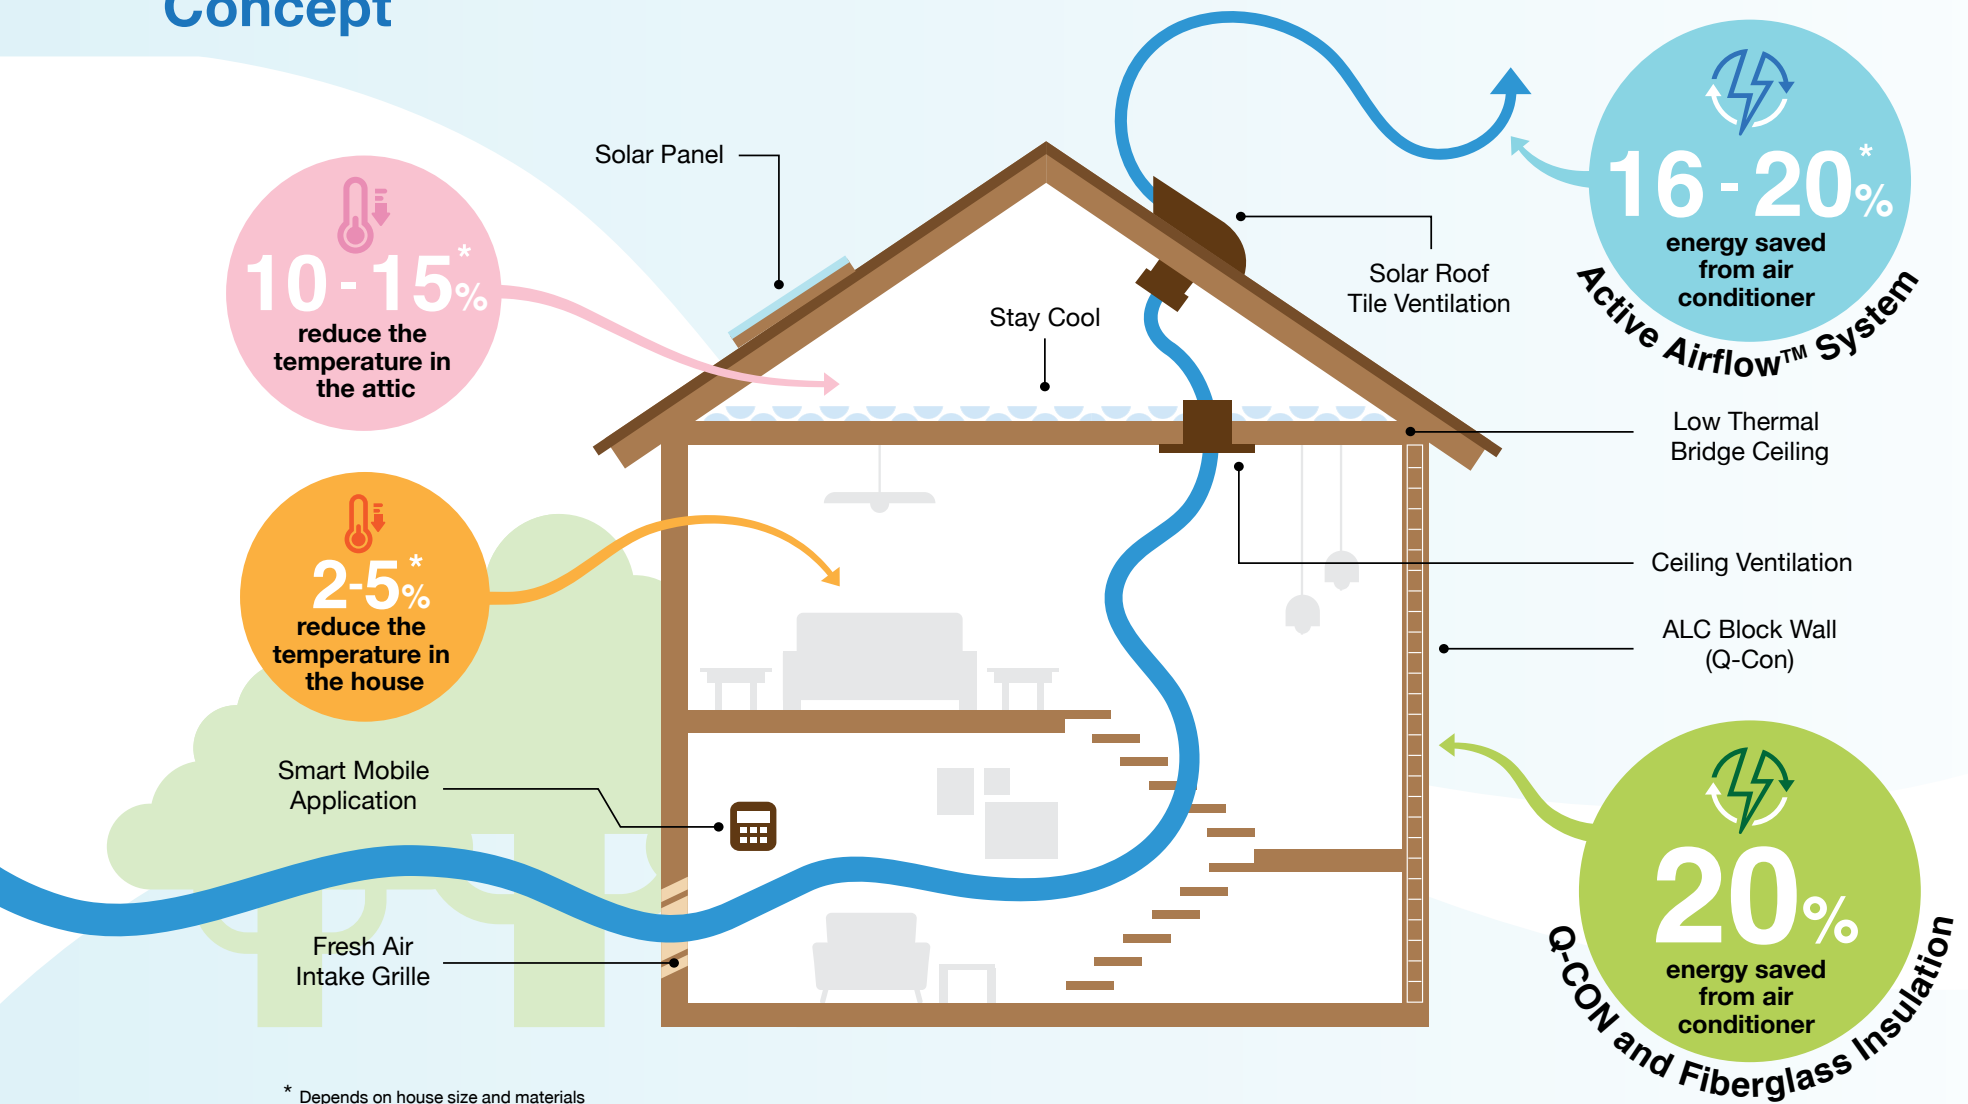 Concept
Solar Panel
10 - 15%*
reduce the
temperature in
the attic
Stay Cool
Solar Roof
Tile Ventilation
16 - 20%*
energy saved
from air
conditioner
Active Airflow™ System
Low Thermal
Bridge Ceiling
2-5%*
reduce the
temperature in
the house
Ceiling Ventilation
ALC Block Wall
(Q-Con)
Smart Mobile
Application
20%
energy saved
from air
conditioner
Q-CON and Fiberglass Insulation
Fresh Air
Intake Grille
* Depends on house size and materials